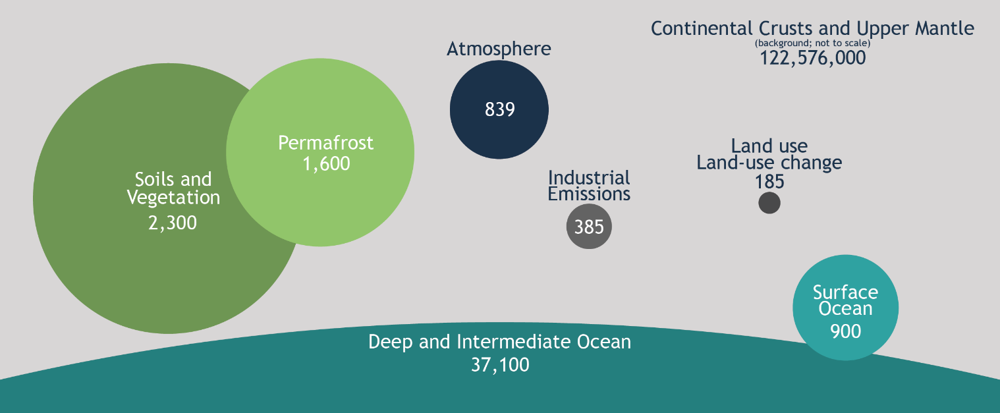 Continental Crusts and Upper Mantle
(background; not to scale)
122,576,000
Atmosphere
839
Permafrost
1,600
Soils and
Vegetation
2,300
Industrial
Emissions
385
Land use
Land-use change
185
Surface
Ocean
900
Deep and Intermediate Ocean
37,100